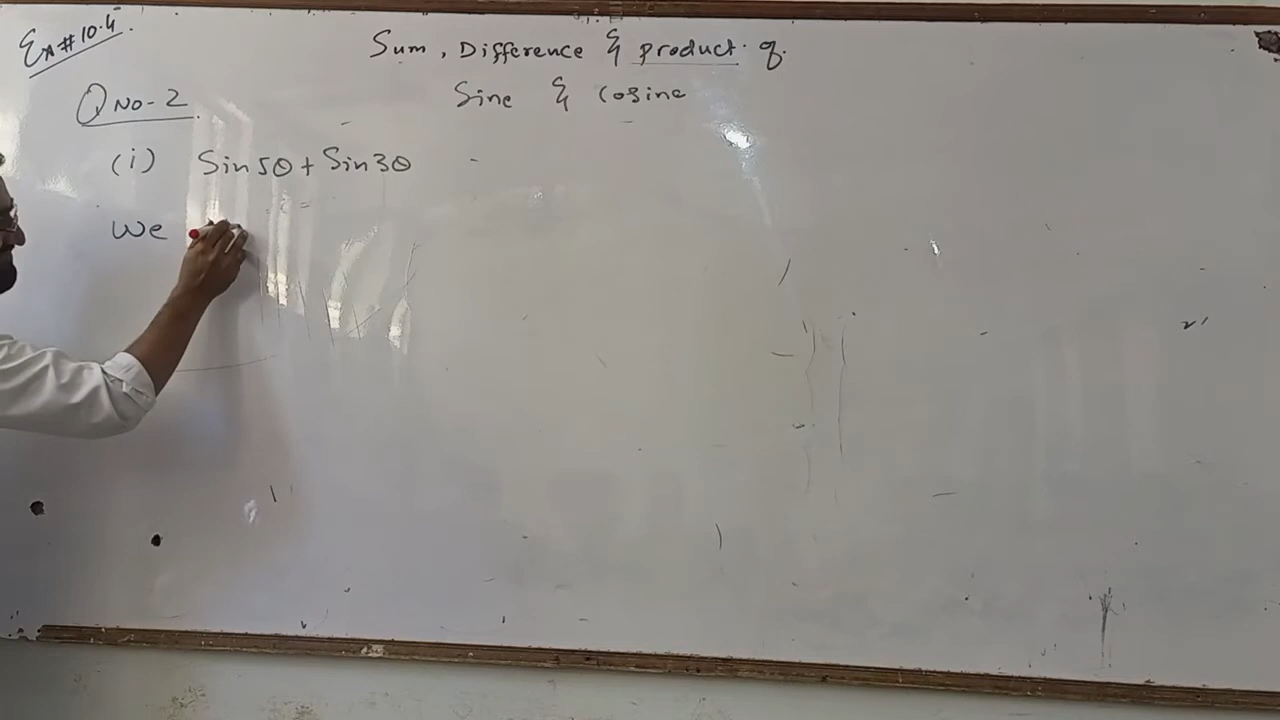 Ex # 10.4.
Sum, Difference & product of.
Sine & cosine
Q No-2.
(i) Sin5θ + Sin3θ
We